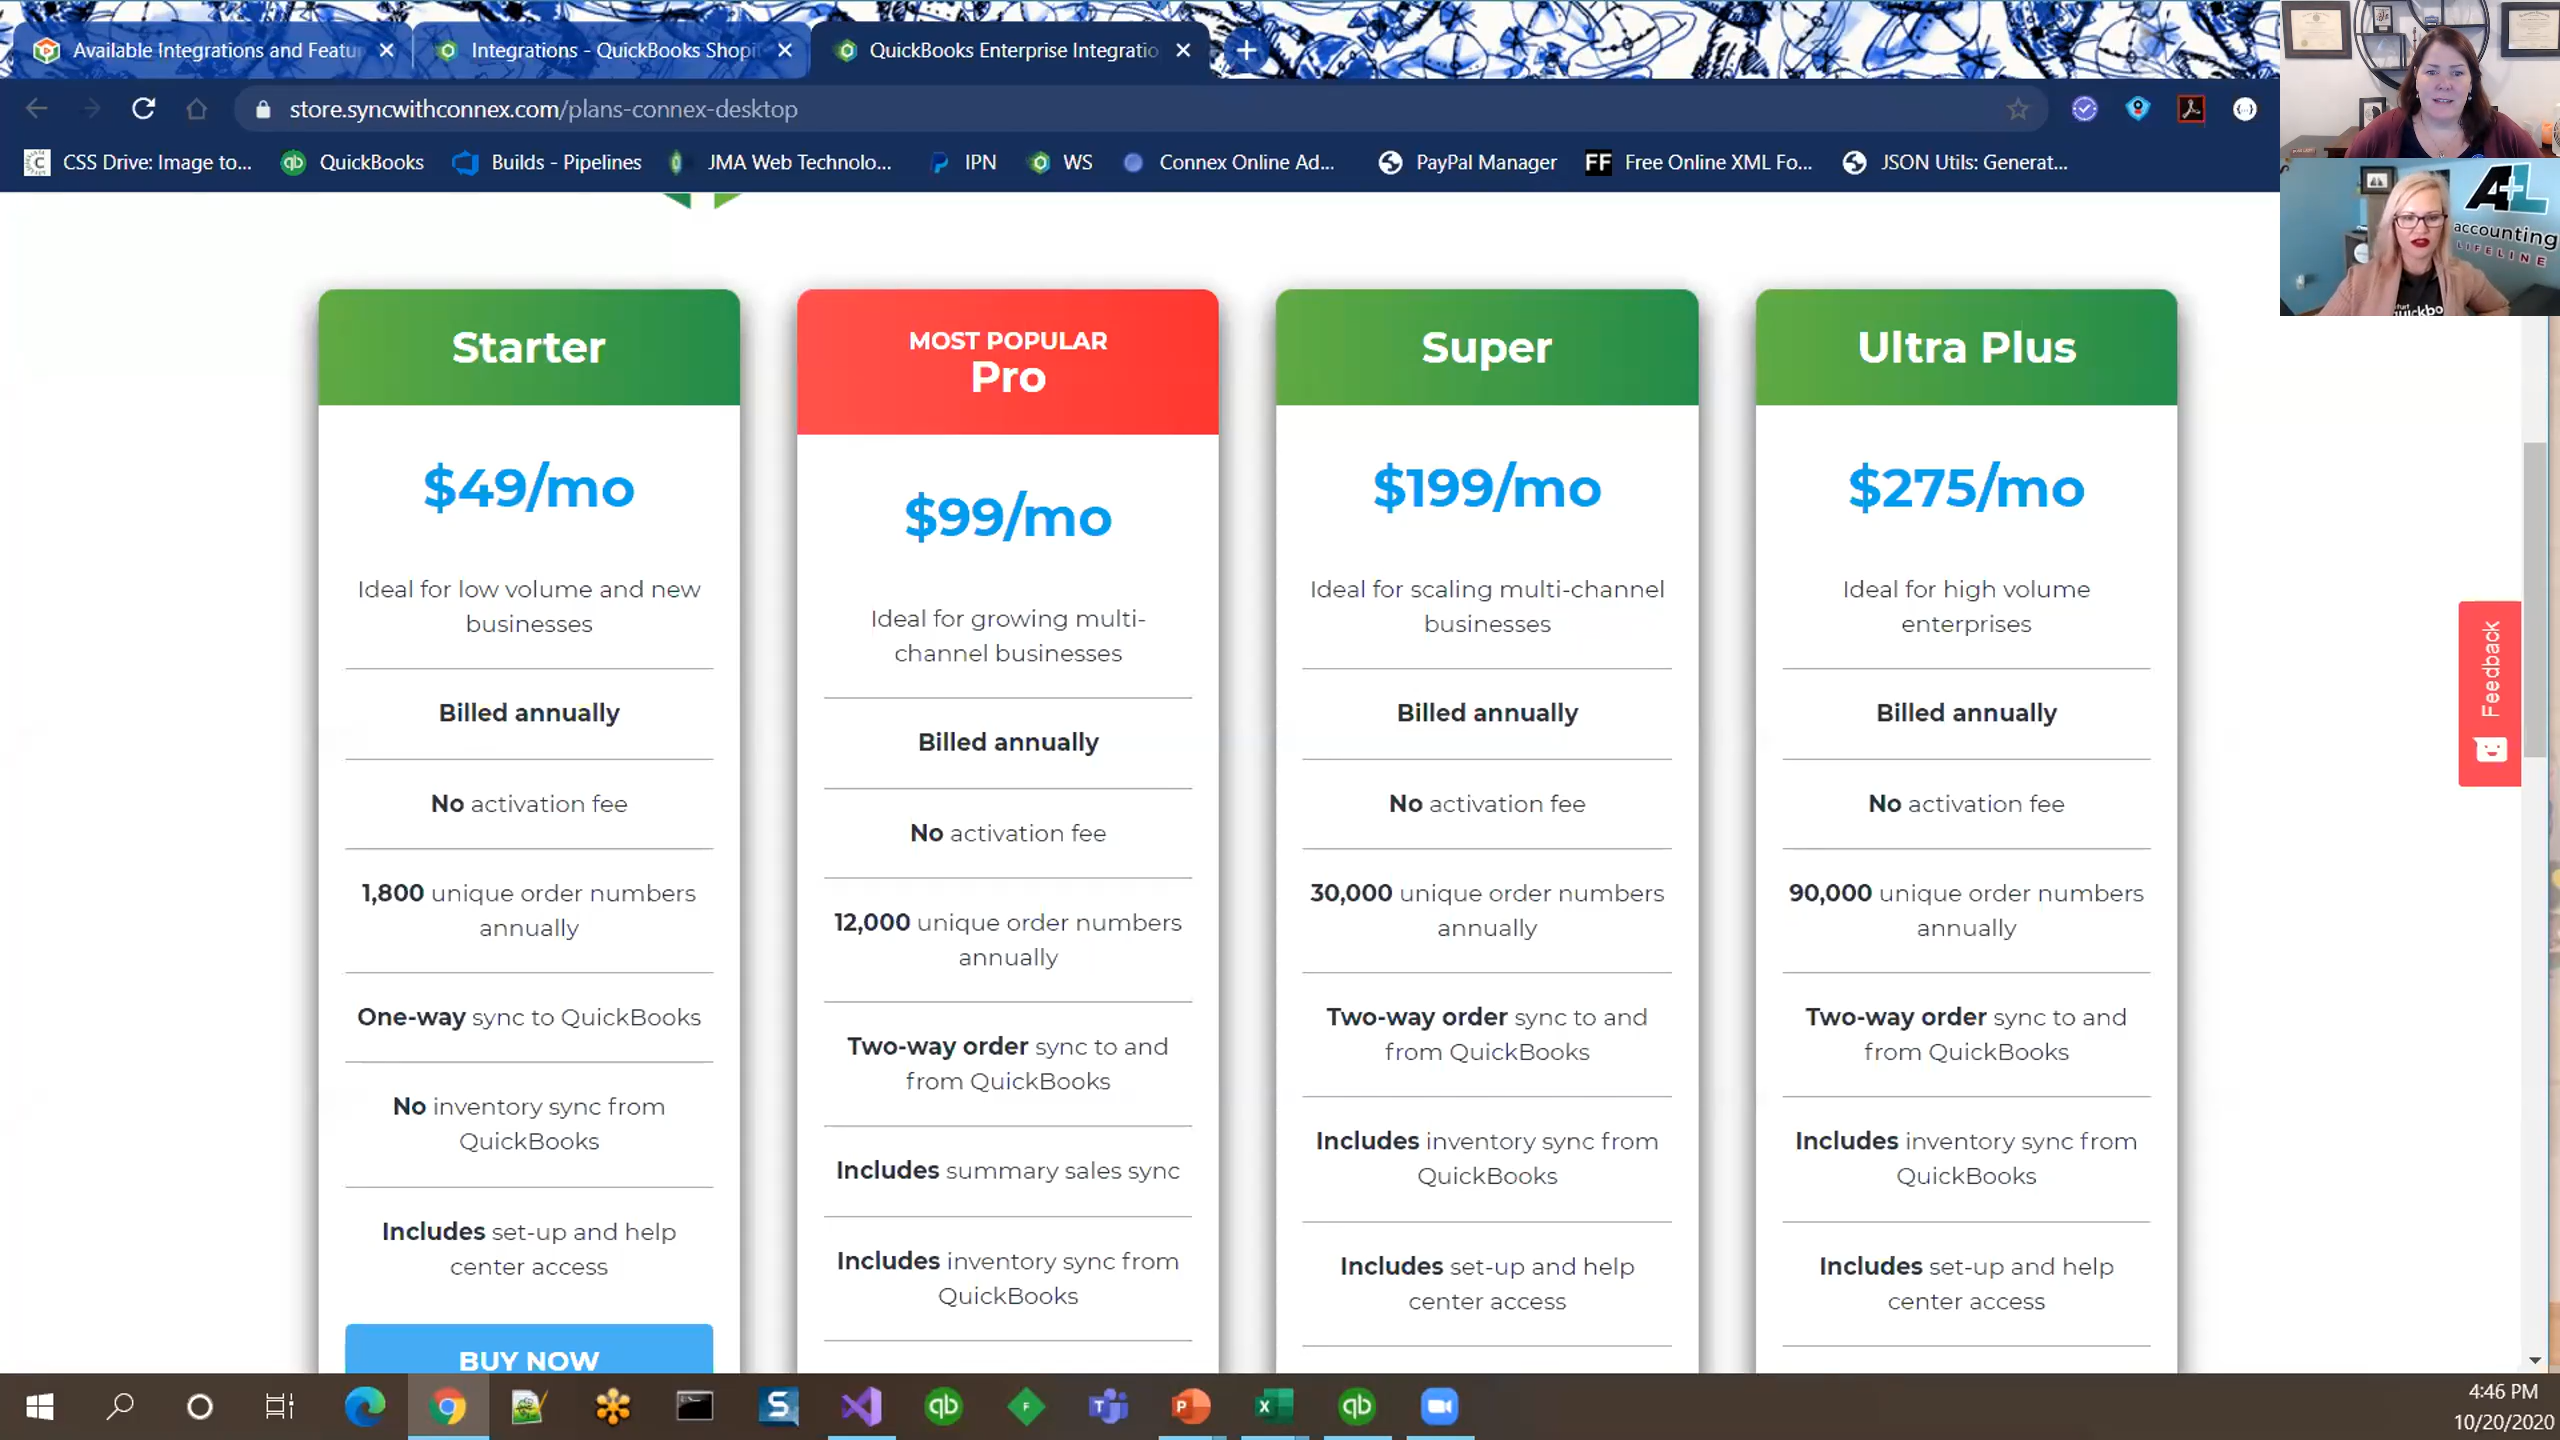 Available Integrations and Featu
Integrations - QuickBooks Shopi
QuickBooks Enterprise Integratio
store.syncwithconnex.com/plans-connex-desktop
CSS Drive: Image to...
QuickBooks
Builds - Pipelines
JMA Web Technolo...
IPN
WS
Connex Online Ad...
PayPal Manager
FF
Free Online XML Fo...
JSON Utils: Generat...
A+L
accounting
LIFELINE
Starter
$49/mo
Ideal for low volume and new
businesses
Billed annually
No activation fee
1,800 unique order numbers
annually
One-way sync to QuickBooks
No inventory sync from
QuickBooks
Includes set-up and help
center access
BUY NOW
MOST POPULAR
Pro
$99/mo
Ideal for growing multi-
channel businesses
Billed annually
No activation fee
12,000 unique order numbers
annually
Two-way order sync to and
from QuickBooks
Includes summary sales sync
Includes inventory sync from
QuickBooks
Super
$199/mo
Ideal for scaling multi-channel
businesses
Billed annually
No activation fee
30,000 unique order numbers
annually
Two-way order sync to and
from QuickBooks
Includes inventory sync from
QuickBooks
Includes set-up and help
center access
Ultra Plus
$275/mo
Ideal for high volume
enterprises
Billed annually
No activation fee
90,000 unique order numbers
annually
Two-way order sync to and
from QuickBooks
Includes inventory sync from
QuickBooks
Includes set-up and help
center access
Feedback
4:46 PM
10/20/2020